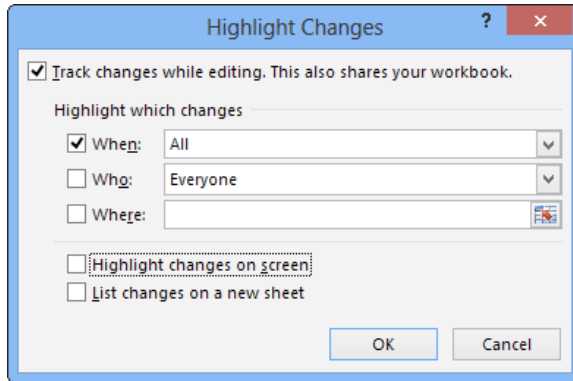 Highlight Changes
? ×
Track changes while editing. This also shares your workbook.
Highlight which changes
When: All
Who: Everyone
Where:
Highlight changes on screen
List changes on a new sheet
OK Cancel